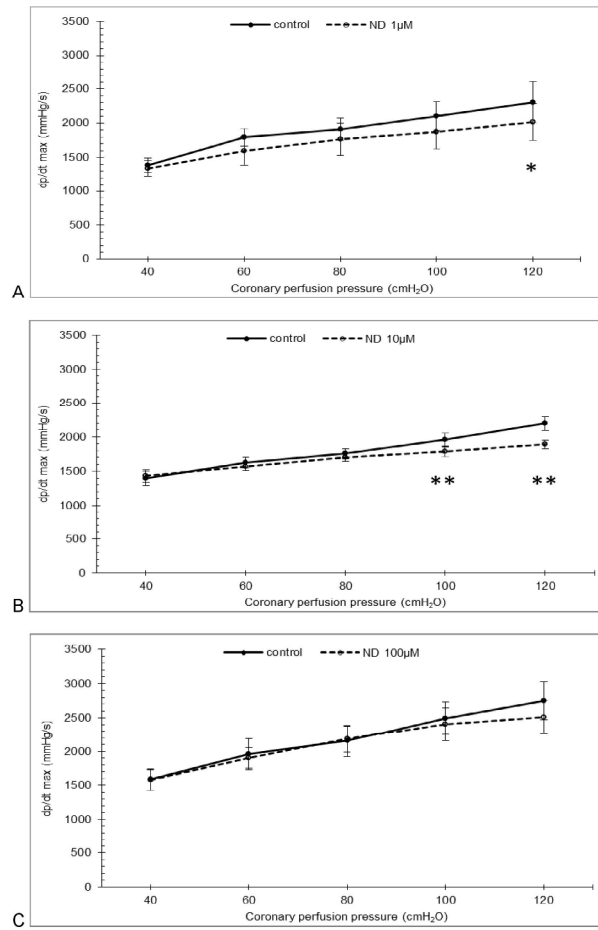 control ND 1µM
3500
3000
2500
2000
1500
1000
500
0
dp/dt max (mmHg/s)
*
40 60 80 100 120
Coronary perfusion pressure (cmH₂O)
A
control ND 10µM
3500
3000
2500
2000
1500
1000
500
0
dp/dt max (mmHg/s)
** **
40 60 80 100 120
Coronary perfusion pressure (cmH₂O)
B
control ND 100µM
3500
3000
2500
2000
1500
1000
500
0
dp/dt max (mmHg/s)
40 60 80 100 120
Coronary perfusion pressure (cmH₂O)
C